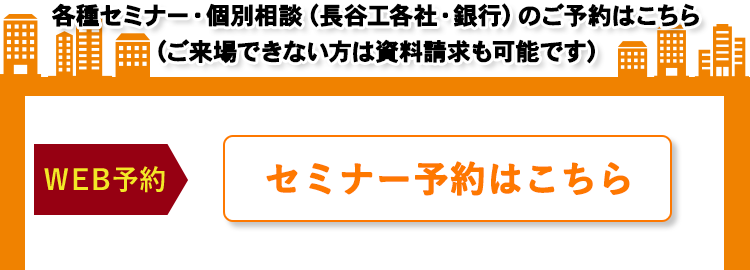 各種セミナー・個別相談（長谷工各社・銀行）のご予約はこちら
（ご来場できない方は資料請求も可能です）
WEB予約
セミナー予約はこちら